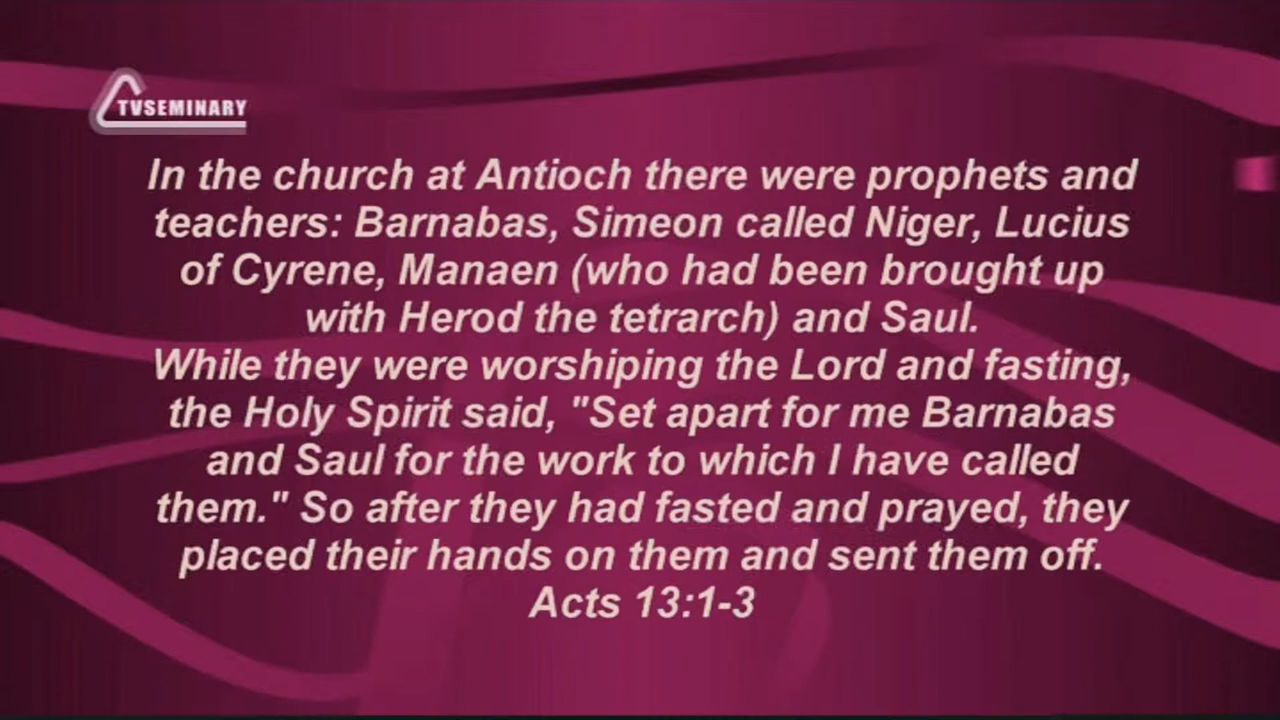 TVSEMINARY
In the church at Antioch there were prophets and
teachers: Barnabas, Simeon called Niger, Lucius
of Cyrene, Manaen (who had been brought up
with Herod the tetrarch) and Saul.
While they were worshiping the Lord and fasting,
the Holy Spirit said, "Set apart for me Barnabas
and Saul for the work to which I have called
them." So after they had fasted and prayed, they
placed their hands on them and sent them off.
Acts 13:1-3